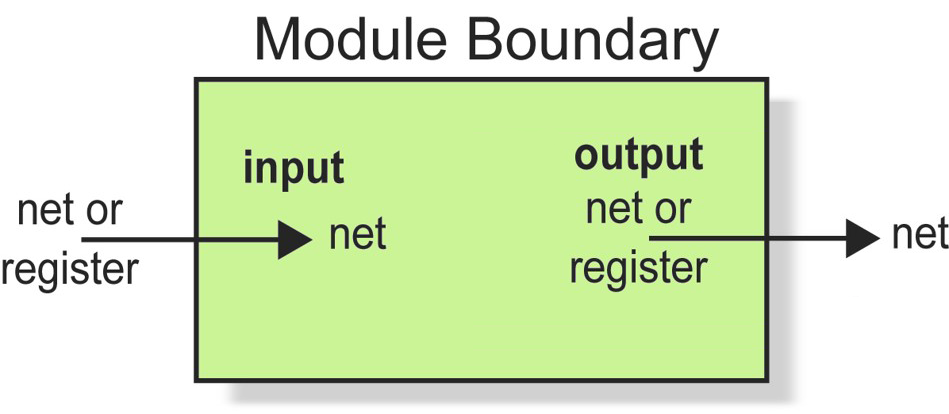 Module Boundary
input
net or
register
net
output
net or
register
net